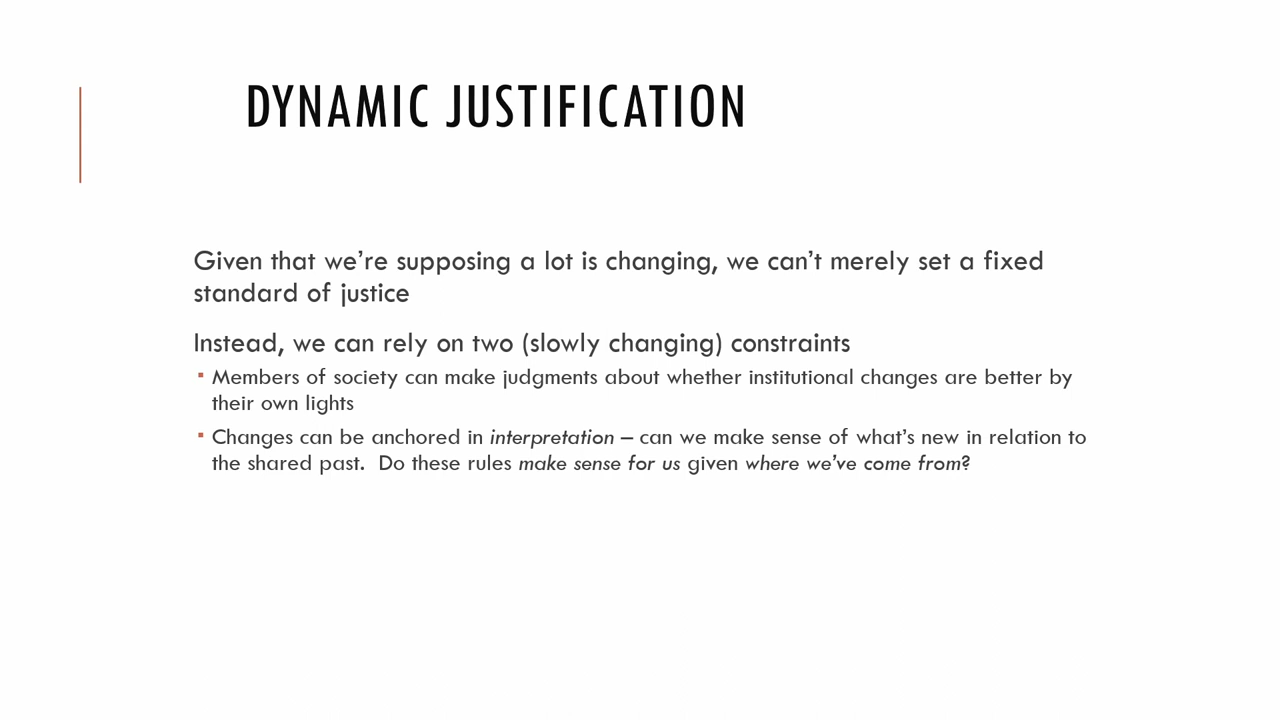 DYNAMIC JUSTIFICATION
Given that we’re supposing a lot is changing, we can’t merely set a fixed
standard of justice
Instead, we can rely on two (slowly changing) constraints
▪ Members of society can make judgments about whether institutional changes are better by
their own lights
▪ Changes can be anchored in interpretation – can we make sense of what’s new in relation to
the shared past.  Do these rules make sense for us given where we’ve come from?